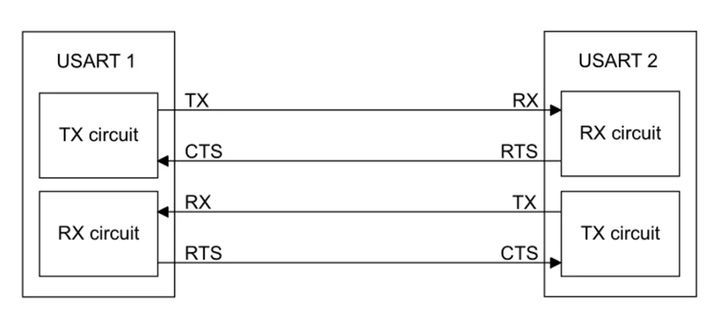 USART 1
USART 2
TX
RX
TX circuit
RX circuit
CTS
RTS
RX
TX
RX circuit
TX circuit
RTS
CTS